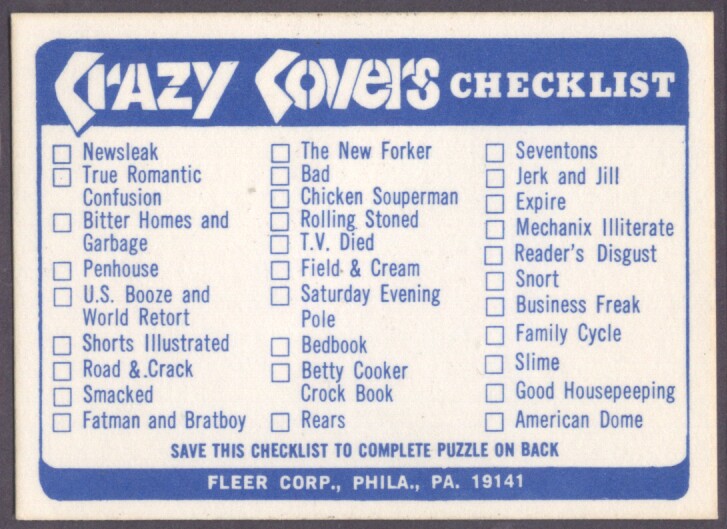 Crazy Covers CHECKLIST
Newsleak
True Romantic
Confusion
Bitter Homes and
Garbage
Penhouse
U.S. Booze and
World Retort
Shorts Illustrated
Road &.Crack
Smacked
Fatman and Bratboy
The New Forker
Bad
Chicken Souperman
Rolling Stoned
T.V. Died
Field & Cream
Saturday Evening
Pole
Bedbook
Betty Cooker
Crock Book
Rears
Seventons
Jerk and Jill
Expire
Mechanix Illiterate
Reader's Disgust
Snort
Business Freak
Family Cycle
Slime
Good Housepeeping
American Dome
SAVE THIS CHECKLIST TO COMPLETE PUZZLE ON BACK
FLEER CORP., PHILA., PA. 19141